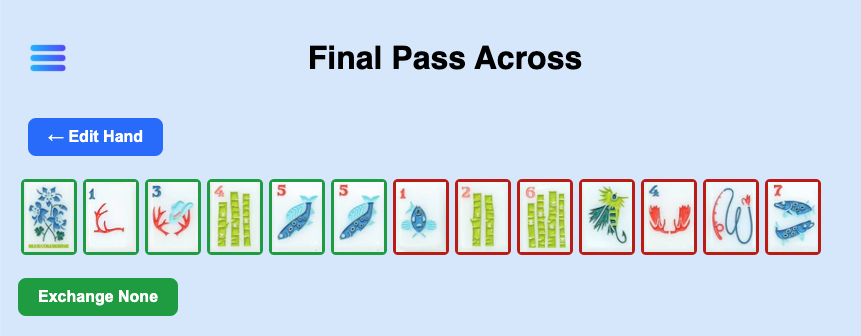 Final Pass Across
← Edit Hand
1 3 4 5 5 1 2 6 4 7
Exchange None